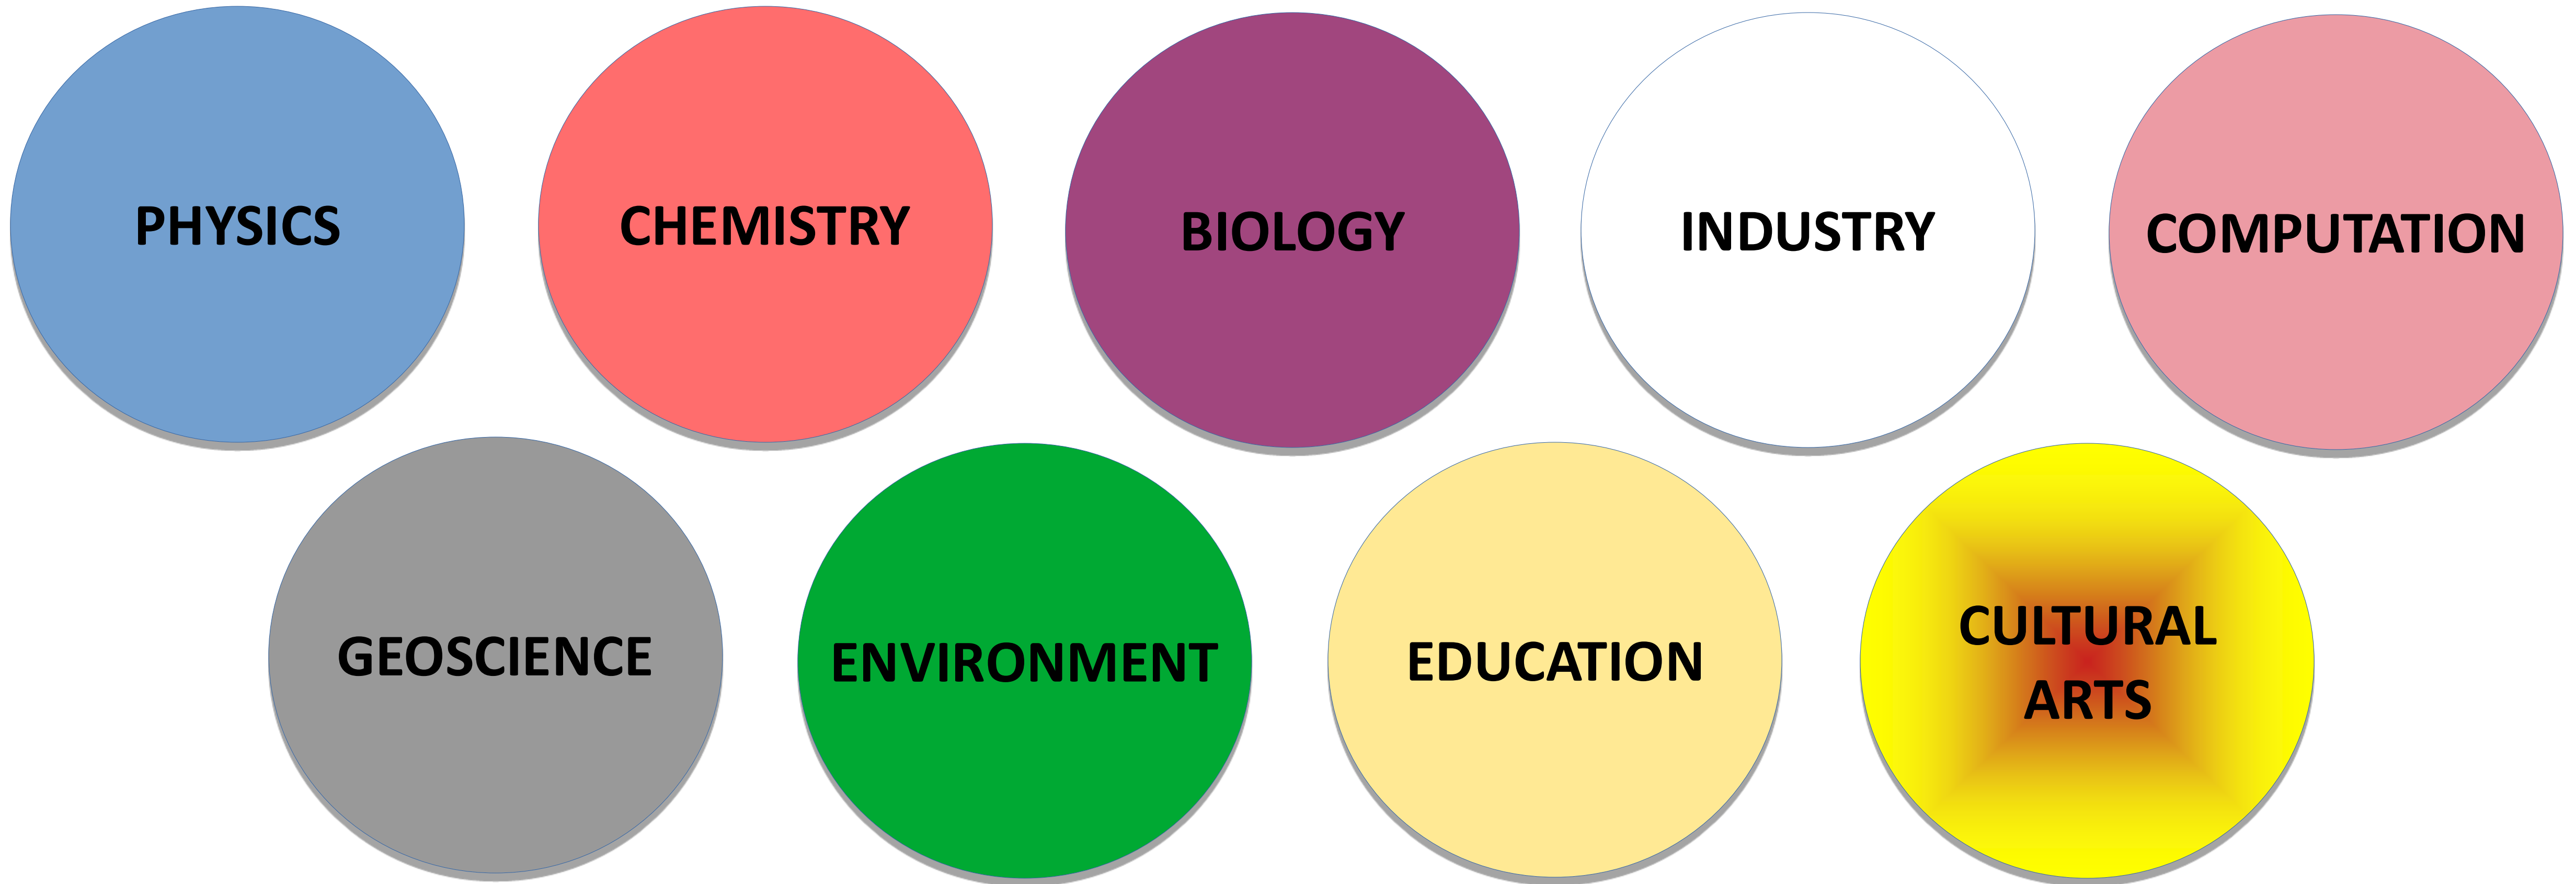 PHYSICS
CHEMISTRY
BIOLOGY
INDUSTRY
COMPUTATION
GEOSCIENCE
ENVIRONMENT
EDUCATION
CULTURAL
ARTS